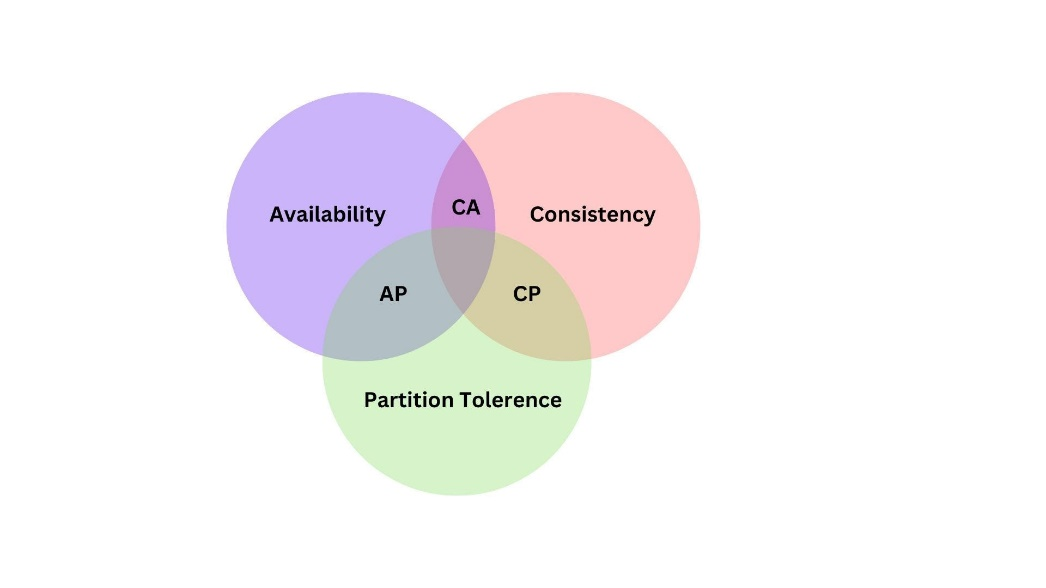 CA
Availability
Consistency
AP
CP
Partition Tolerence